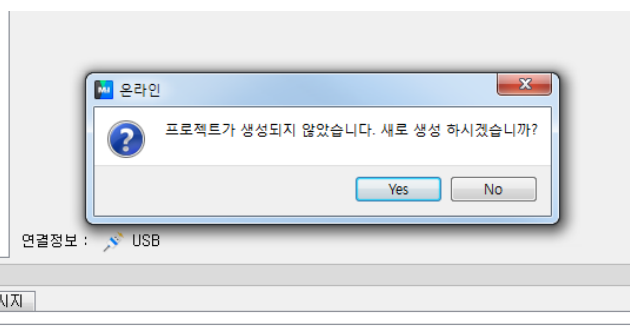 온라인
프로젝트가 생성되지 않았습니다. 새로 생성 하시겠습니까?
Yes
No
연결정보 : USB
시지